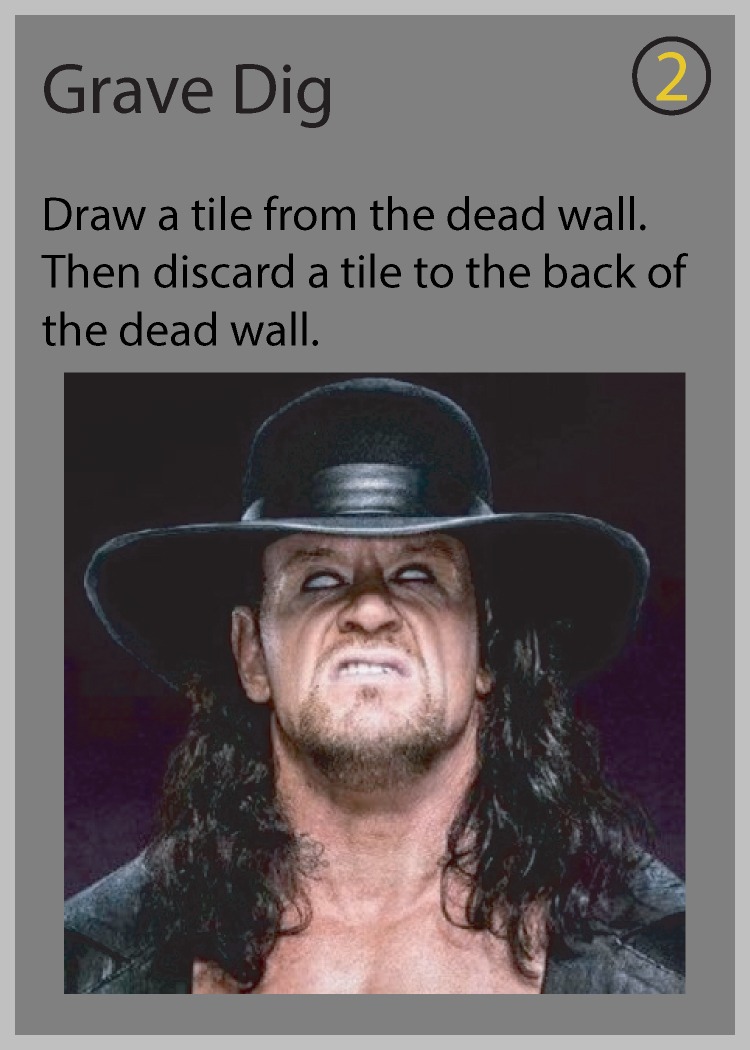 Grave Dig
2
Draw a tile from the dead wall.
Then discard a tile to the back of
the dead wall.